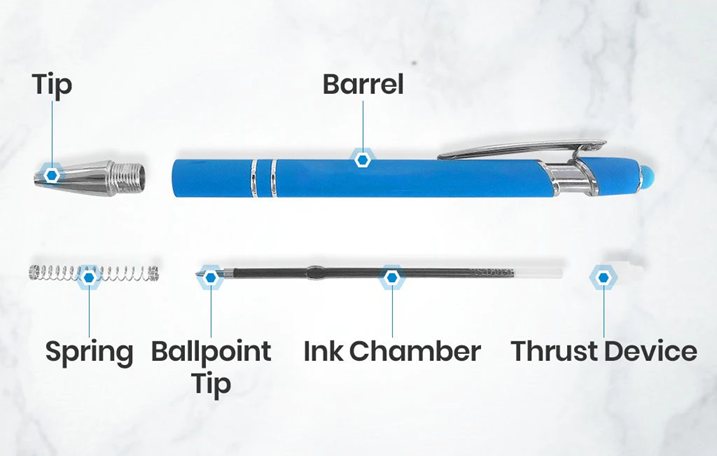 Tip
Barrel
Spring
Ballpoint
Tip
Ink Chamber
Thrust Device